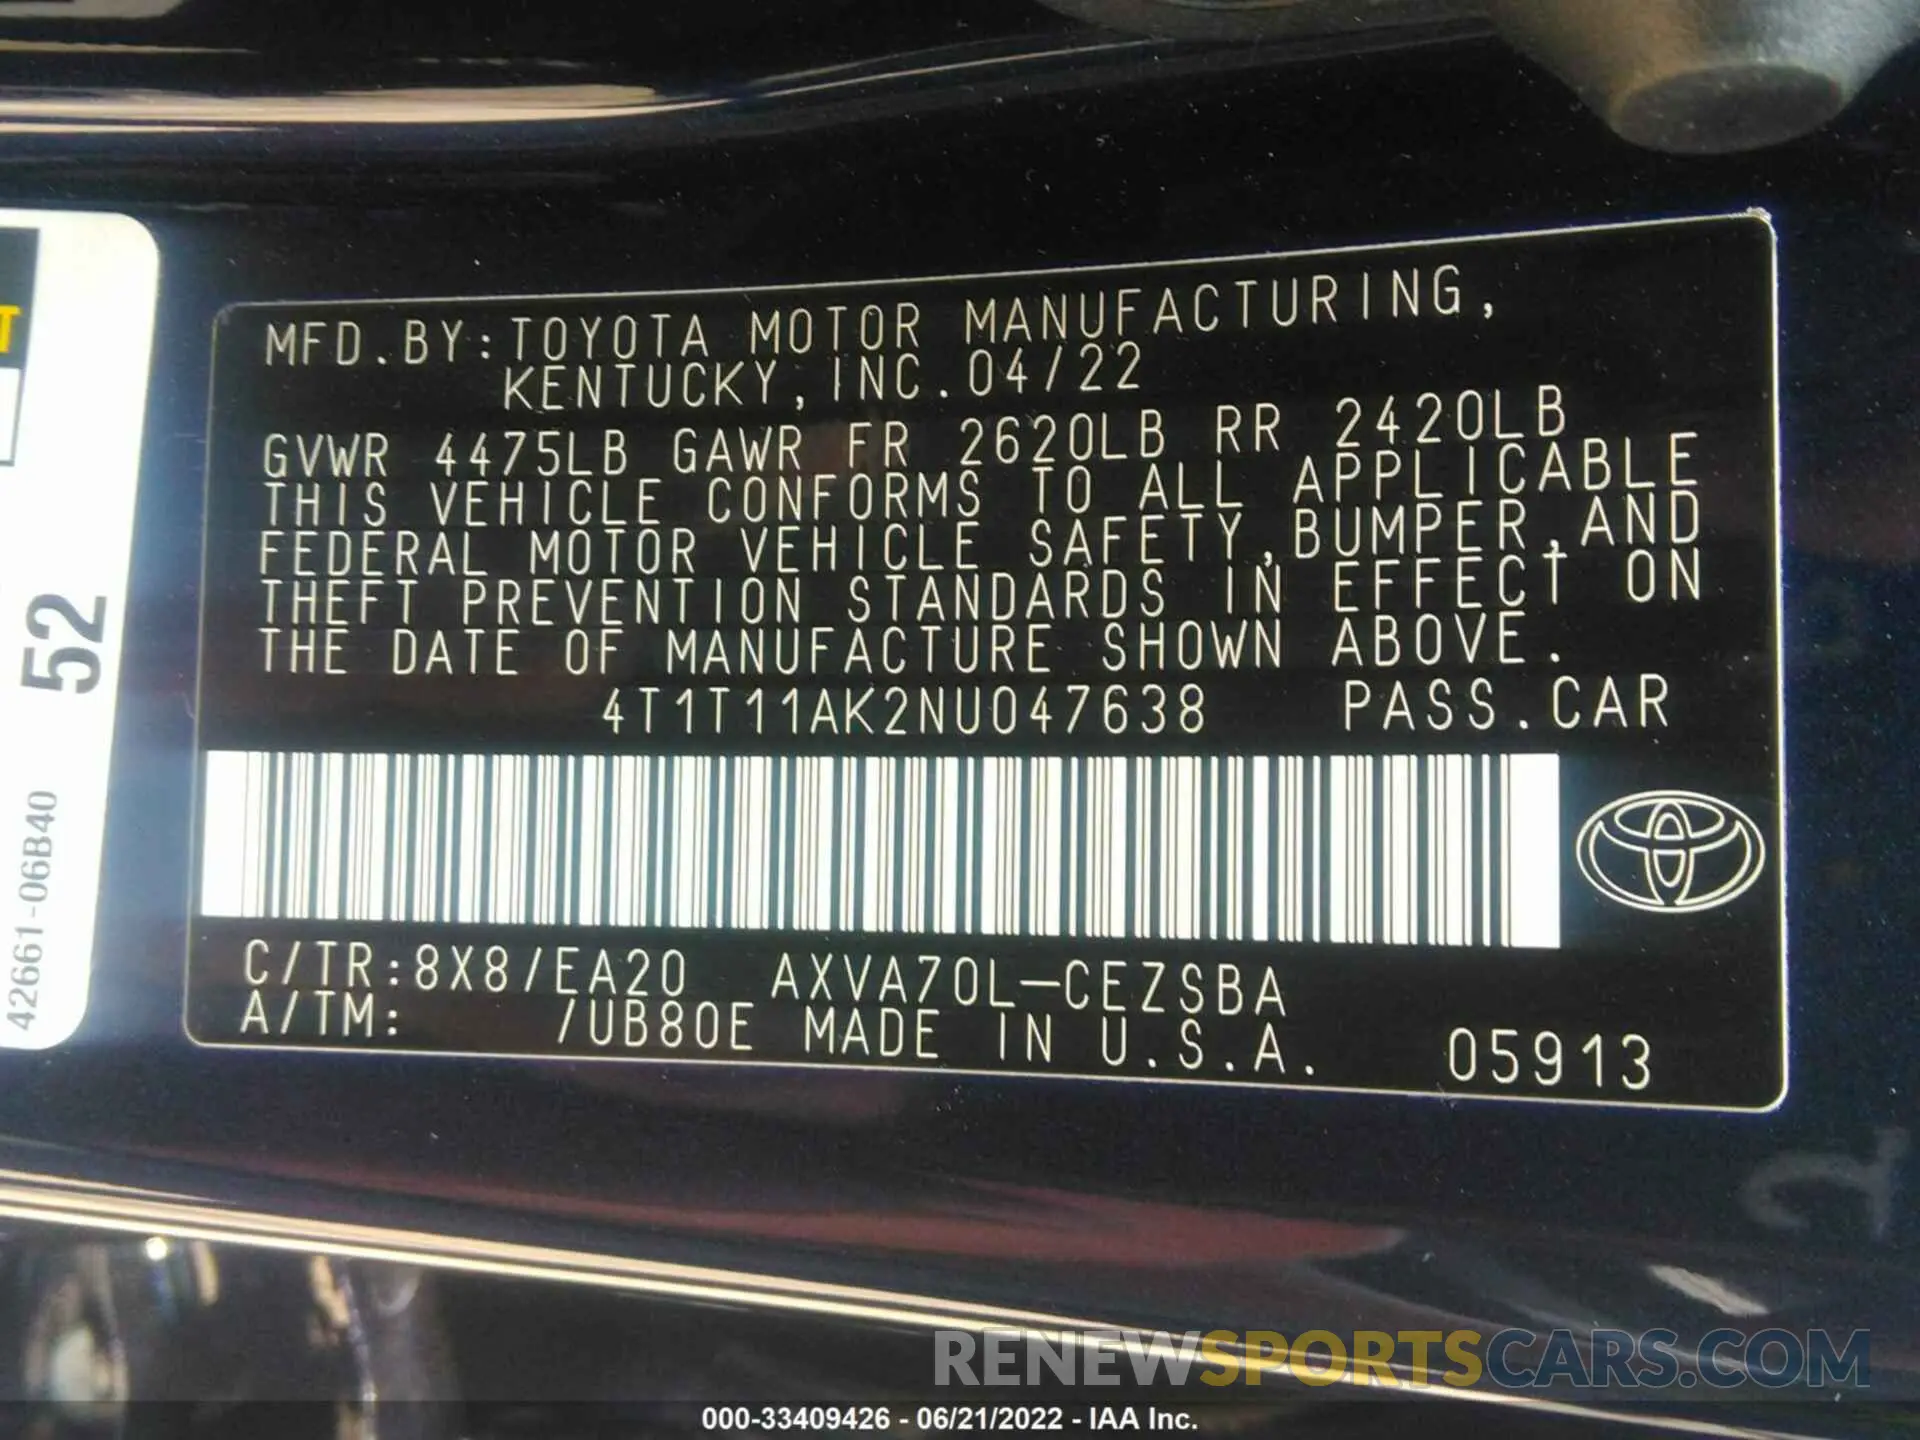 MFD.BY:TOYOTA MOTOR MANUFACTURING,
KENTUCKY,INC.04/22
GVWR 4475LB GAWR FR 2620LB RR 2420LB
THIS VEHICLE CONFORMS TO ALL APPLICABLE
FEDERAL MOTOR VEHICLE SAFETY,BUMPER,AND
THEFT PREVENTION STANDARDS IN EFFECT ON
THE DATE OF MANUFACTURE SHOWN ABOVE.
4T1T11AK2NU047638 PASS.CAR
C/TR:8X8/EA20 AXVA70L-CEZSBA
A/TM: /UB80E MADE IN U.S.A. 05913
T
52
42661-06B40
RENEWSPORTSCARS.COM
000-33409426 - 06/21/2022 - IAA Inc.